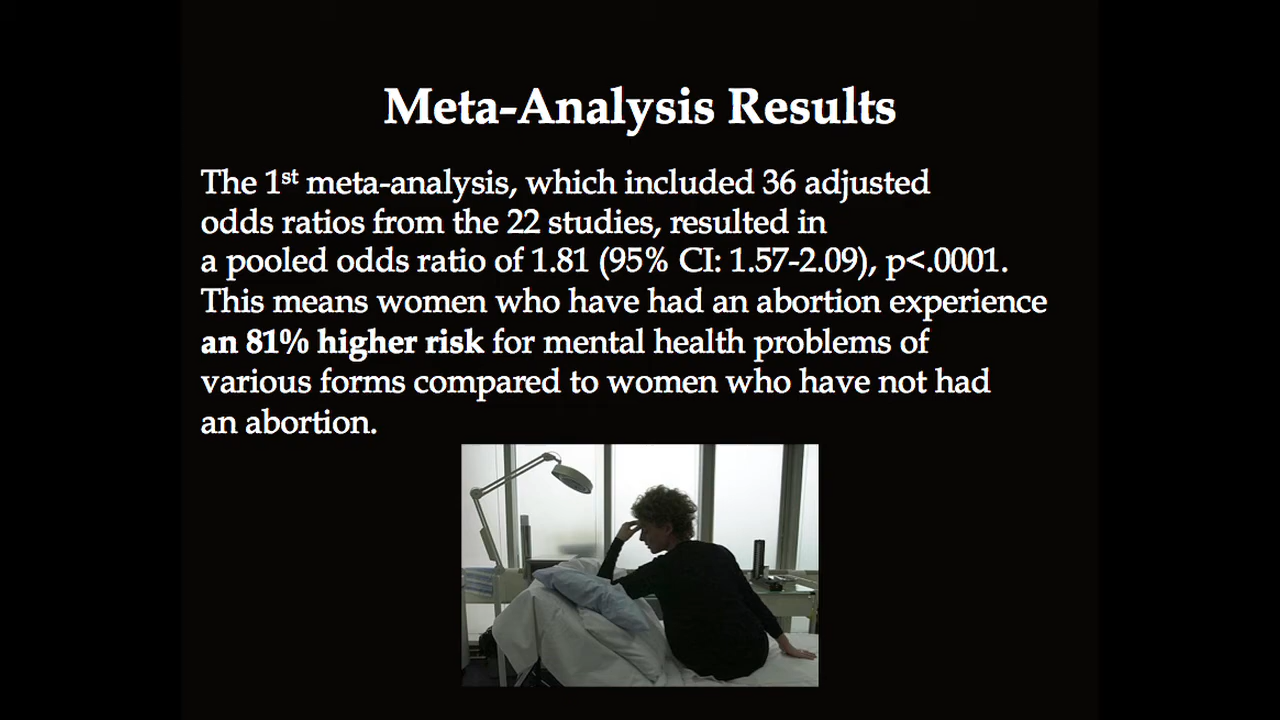 Meta-Analysis Results
The 1st meta-analysis, which included 36 adjusted
odds ratios from the 22 studies, resulted in
a pooled odds ratio of 1.81 (95% CI: 1.57-2.09), p<.0001.
This means women who have had an abortion experience
an 81% higher risk for mental health problems of
various forms compared to women who have not had
an abortion.